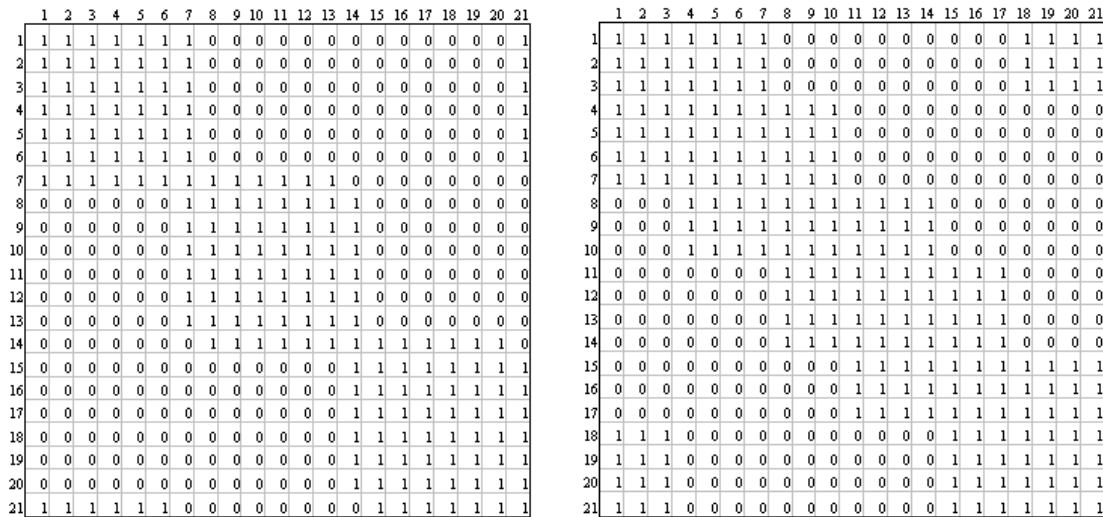 1 2 3 4 5 6 7 8 9 10 11 12 13 14 15 16 17 18 19 20 21
1 1 1 1 1 1 1 1 0 0 0 0 0 0 0 0 0 0 0 0 0 1
2 1 1 1 1 1 1 1 0 0 0 0 0 0 0 0 0 0 0 0 0 1
3 1 1 1 1 1 1 1 0 0 0 0 0 0 0 0 0 0 0 0 0 1
4 1 1 1 1 1 1 1 0 0 0 0 0 0 0 0 0 0 0 0 0 1
5 1 1 1 1 1 1 1 0 0 0 0 0 0 0 0 0 0 0 0 0 1
6 1 1 1 1 1 1 1 0 0 0 0 0 0 0 0 0 0 0 0 0 1
7 1 1 1 1 1 1 1 1 1 1 1 1 1 0 0 0 0 0 0 0 0
8 0 0 0 0 0 0 1 1 1 1 1 1 1 1 0 0 0 0 0 0 0
9 0 0 0 0 0 0 1 1 1 1 1 1 1 1 0 0 0 0 0 0 0
10 0 0 0 0 0 0 1 1 1 1 1 1 1 1 0 0 0 0 0 0 0
11 0 0 0 0 0 0 1 1 1 1 1 1 1 1 0 0 0 0 0 0 0
12 0 0 0 0 0 0 1 1 1 1 1 1 1 1 0 0 0 0 0 0 0
13 0 0 0 0 0 0 1 1 1 1 1 1 1 1 0 0 0 0 0 0 0
14 0 0 0 0 0 0 0 1 1 1 1 1 1 1 1 1 1 1 1 1 0
15 0 0 0 0 0 0 0 0 0 0 0 0 0 1 1 1 1 1 1 1 1
16 0 0 0 0 0 0 0 0 0 0 0 0 0 1 1 1 1 1 1 1 1
17 0 0 0 0 0 0 0 0 0 0 0 0 0 1 1 1 1 1 1 1 1
18 0 0 0 0 0 0 0 0 0 0 0 0 0 1 1 1 1 1 1 1 1
19 0 0 0 0 0 0 0 0 0 0 0 0 0 1 1 1 1 1 1 1 1
20 0 0 0 0 0 0 0 0 0 0 0 0 0 1 1 1 1 1 1 1 1
21 1 1 1 1 1 1 0 0 0 0 0 0 0 0 1 1 1 1 1 1 1
1 2 3 4 5 6 7 8 9 10 11 12 13 14 15 16 17 18 19 20 21
1 1 1 1 1 1 1 1 0 0 0 0 0 0 0 0 0 0 1 1 1 1
2 1 1 1 1 1 1 1 0 0 0 0 0 0 0 0 0 0 1 1 1 1
3 1 1 1 1 1 1 1 0 0 0 0 0 0 0 0 0 0 1 1 1 1
4 1 1 1 1 1 1 1 1 1 1 0 0 0 0 0 0 0 0 0 0 0
5 1 1 1 1 1 1 1 1 1 1 0 0 0 0 0 0 0 0 0 0 0
6 1 1 1 1 1 1 1 1 1 1 0 0 0 0 0 0 0 0 0 0 0
7 1 1 1 1 1 1 1 1 1 1 0 0 0 0 0 0 0 0 0 0 0
8 0 0 0 1 1 1 1 1 1 1 1 1 1 1 0 0 0 0 0 0 0
9 0 0 0 1 1 1 1 1 1 1 1 1 1 1 0 0 0 0 0 0 0
10 0 0 0 1 1 1 1 1 1 1 1 1 1 1 0 0 0 0 0 0 0
11 0 0 0 0 0 0 0 1 1 1 1 1 1 1 1 1 1 0 0 0 0
12 0 0 0 0 0 0 0 1 1 1 1 1 1 1 1 1 1 0 0 0 0
13 0 0 0 0 0 0 0 1 1 1 1 1 1 1 1 1 1 0 0 0 0
14 0 0 0 0 0 0 0 1 1 1 1 1 1 1 1 1 1 0 0 0 0
15 0 0 0 0 0 0 0 0 0 0 1 1 1 1 1 1 1 1 1 1 1
16 0 0 0 0 0 0 0 0 0 0 1 1 1 1 1 1 1 1 1 1 1
17 0 0 0 0 0 0 0 0 0 0 1 1 1 1 1 1 1 1 1 1 1
18 1 1 1 0 0 0 0 0 0 0 0 0 0 0 1 1 1 1 1 1 1
19 1 1 1 0 0 0 0 0 0 0 0 0 0 0 1 1 1 1 1 1 1
20 1 1 1 0 0 0 0 0 0 0 0 0 0 0 1 1 1 1 1 1 1
21 1 1 1 0 0 0 0 0 0 0 0 0 0 0 1 1 1 1 1 1 1